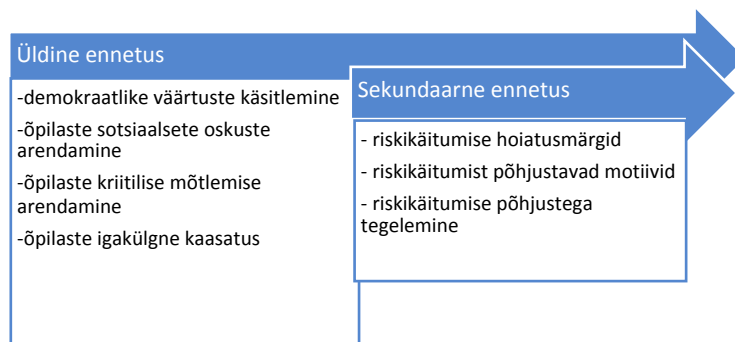 Üldine ennetus
-demokraatlike väärtuste käsitlemine
-õpilaste sotsiaalsete oskuste
arendamine
-õpilaste kriitilise mõtlemise
arendamine
-õpilaste igakülgne kaasatus
Sekundaarne ennetus
- riskikäitumise hoiatusmärgid
- riskikäitumist põhjustavad motiivid
- riskikäitumise põhjustega
tegelemine